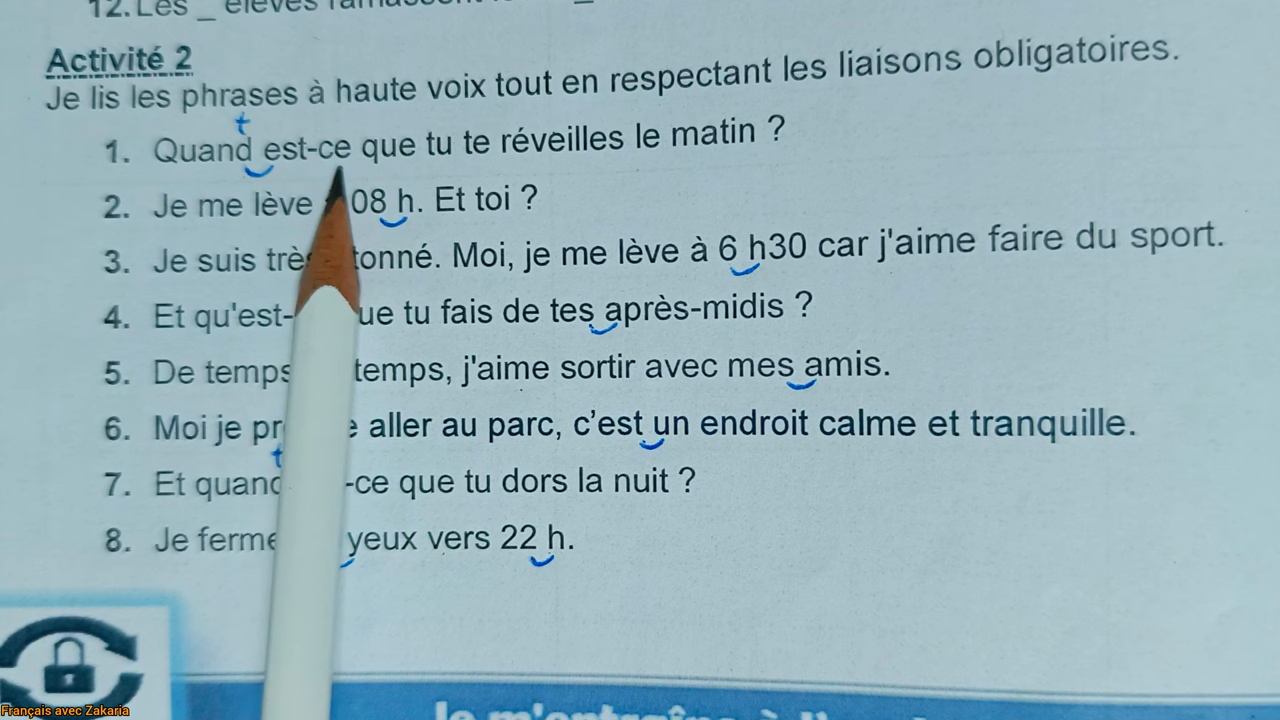 12. Les _ élèves
Activité 2
Je lis les phrases à haute voix tout en respectant les liaisons obligatoires.
t
1. Quand est-ce que tu te réveilles le matin ?
2. Je me lève 08 h. Et toi ?
3. Je suis tonné. Moi, je me lève à 6 h30 car j'aime faire du sport.
4. Et qu'est- ue tu fais de tes après-midis ?
5. De temps temps, j'aime sortir avec mes amis.
6. Moi je pr e aller au parc, c'est un endroit calme et tranquille.
t
7. Et quand -ce que tu dors la nuit ?
8. Je ferme yeux vers 22 h.
Français avec Zakaria